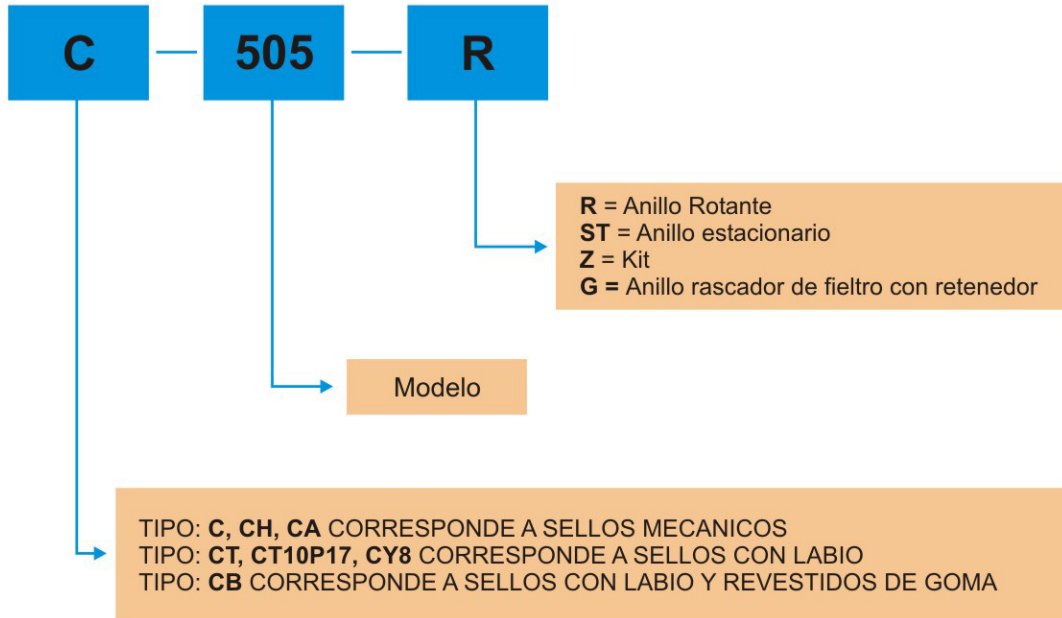 C
505
R
R = Anillo Rotante
ST = Anillo estacionario
Z = Kit
G = Anillo rascador de fieltro con retenedor
Modelo
TIPO: C, CH, CA CORRESPONDE A SELLOS MECANICOS
TIPO: CT, CT10P17, CY8 CORRESPONDE A SELLOS CON LABIO
TIPO: CB CORRESPONDE A SELLOS CON LABIO Y REVESTIDOS DE GOMA